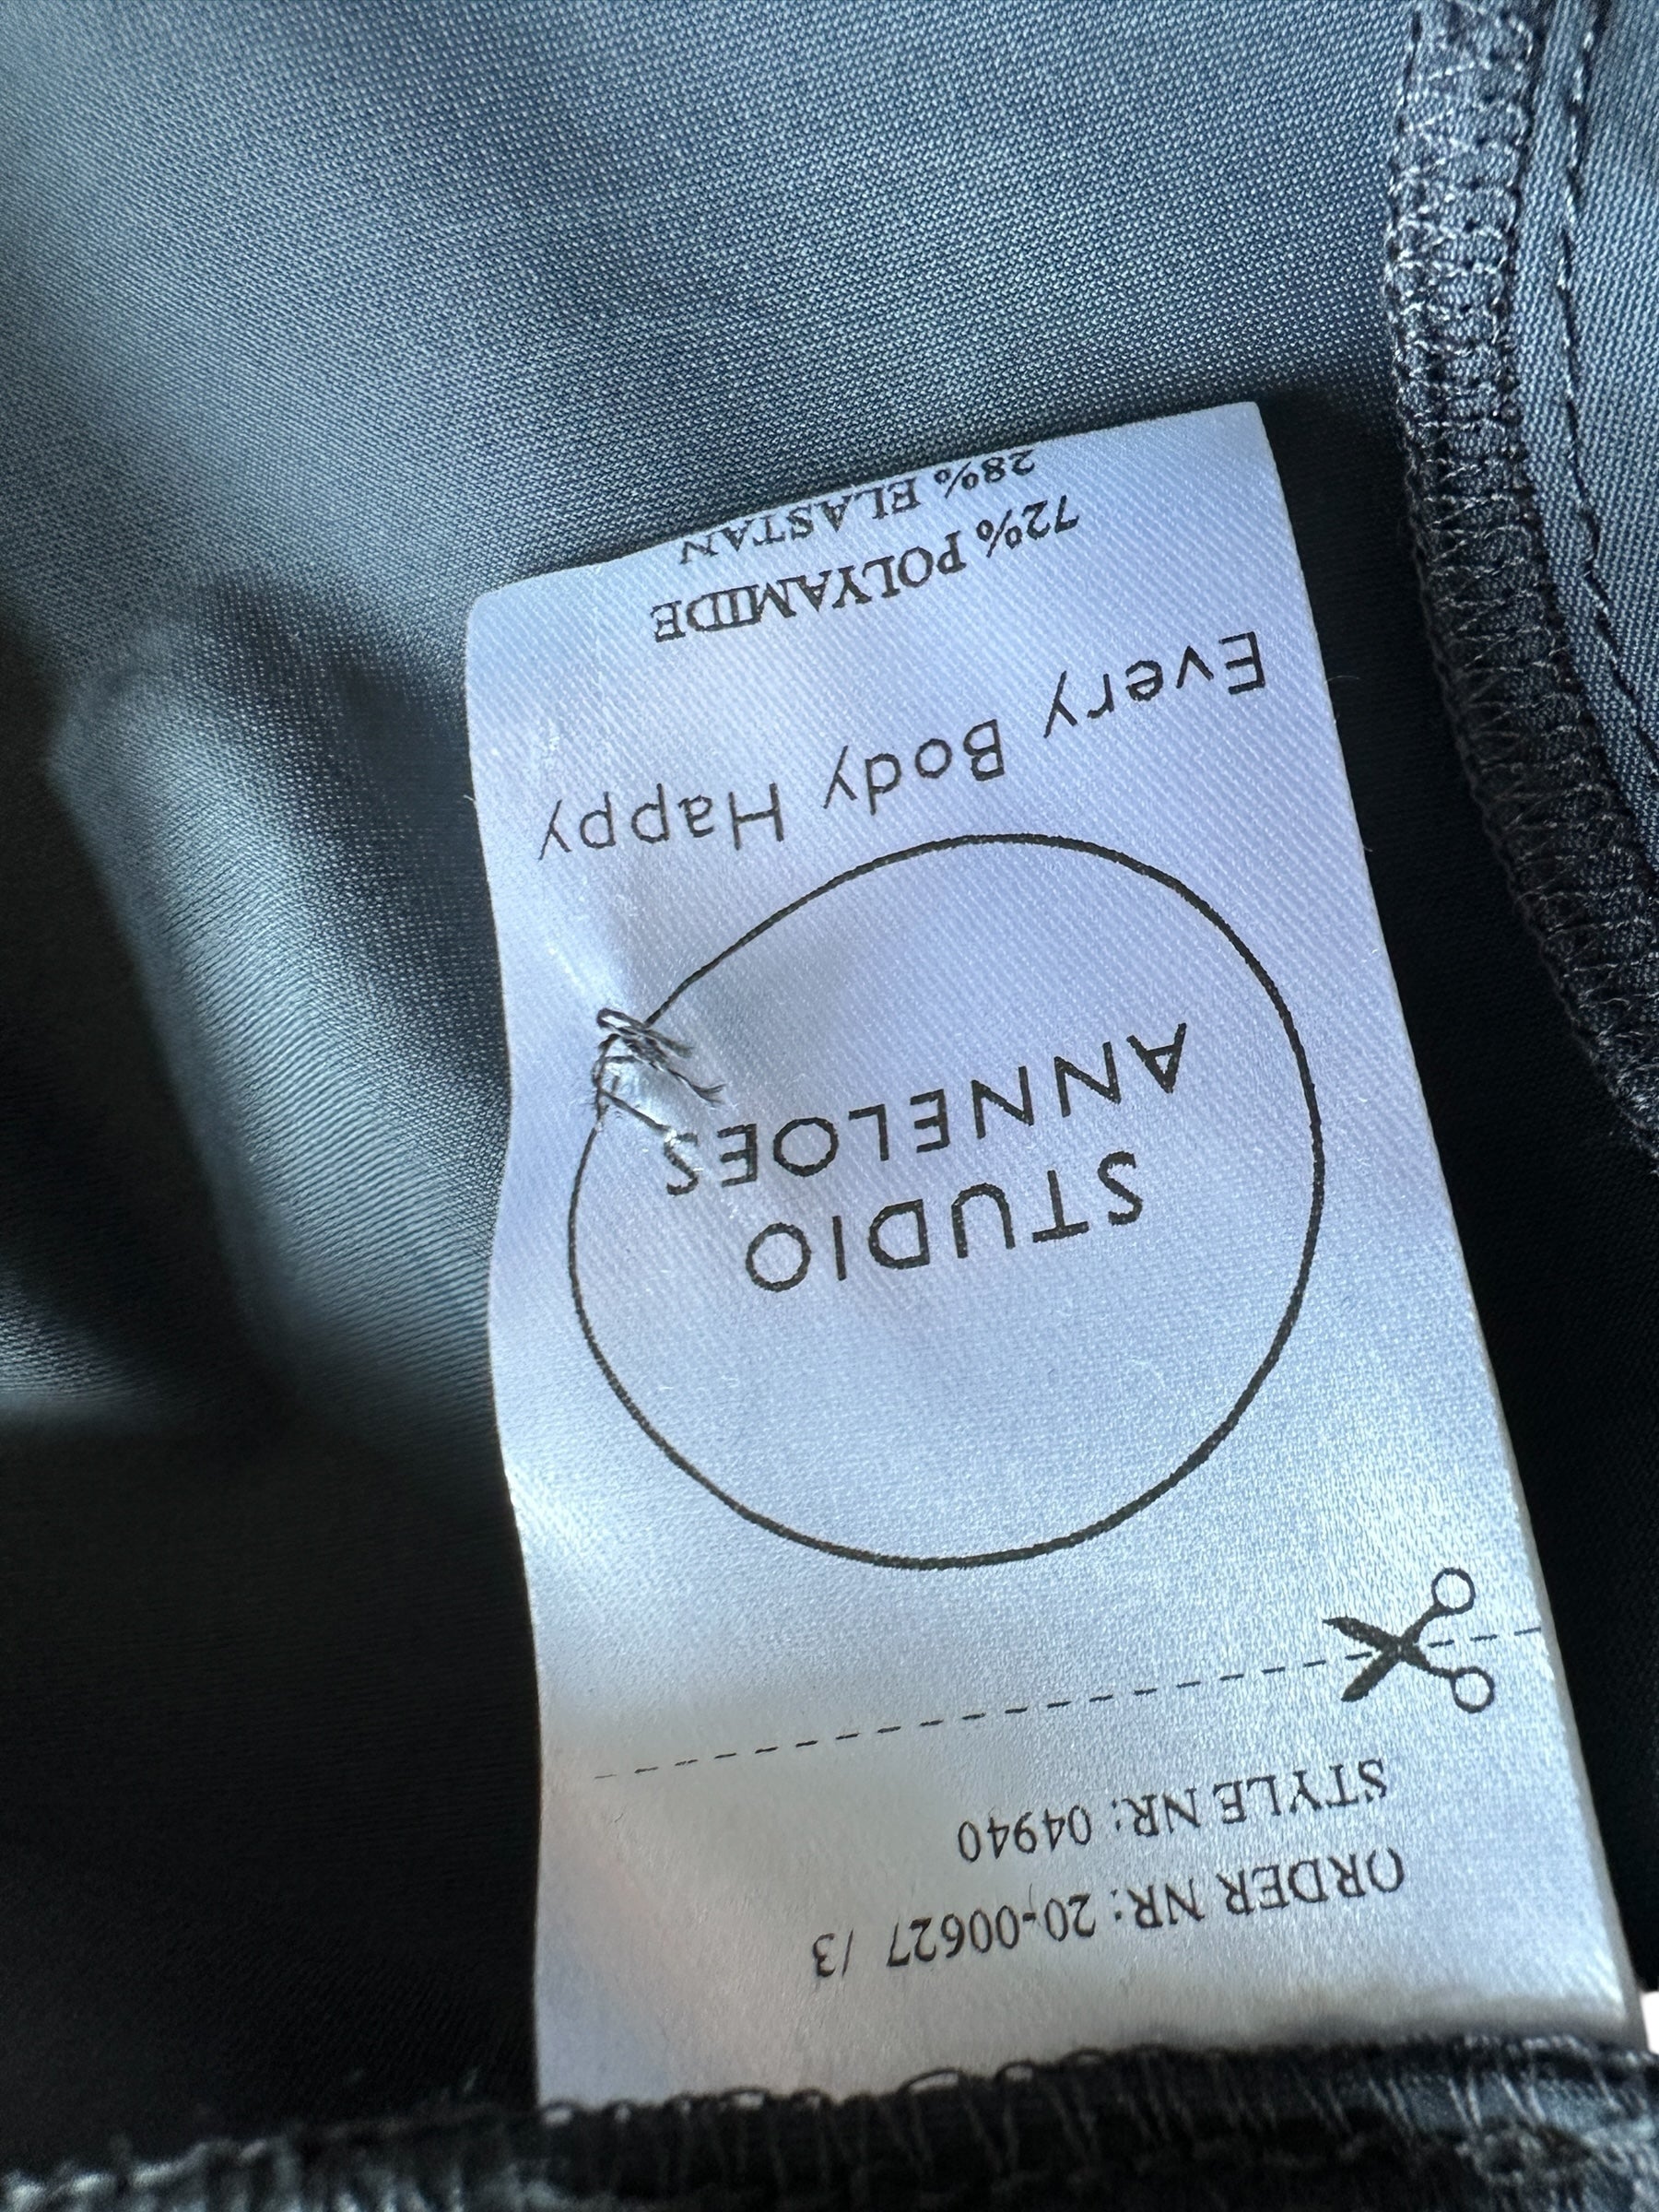 ORDER NR: 20-00627 /3
STYLE NR: 04940
STUDIO
ANNELOES
Every Body Happy
72% POLYAMIDE
28% ELASTAN